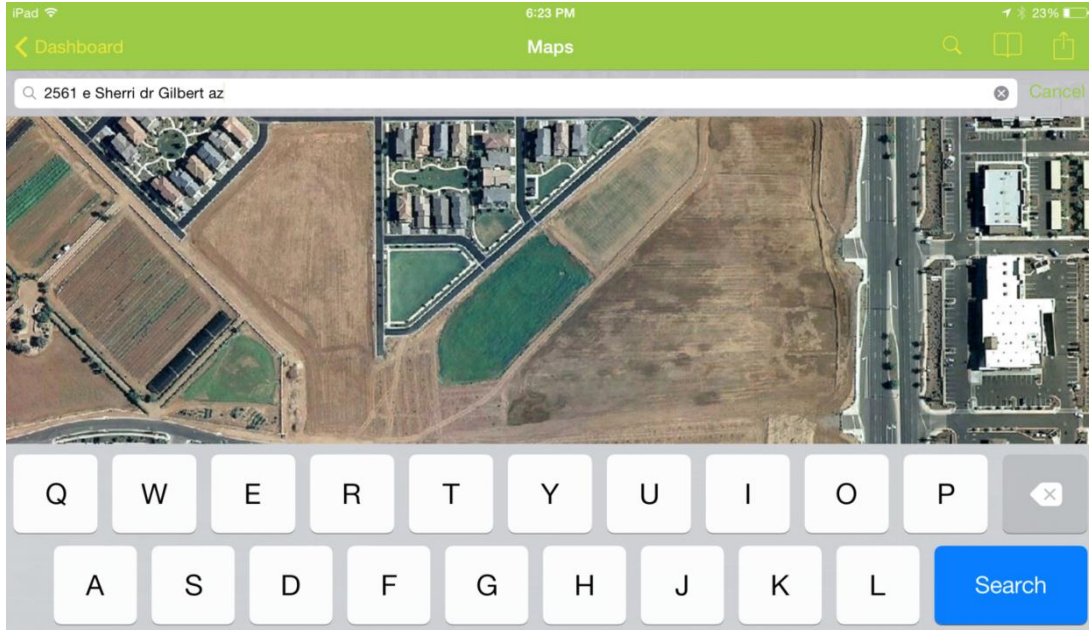 iPad 6:23 PM 23%
Dashboard Maps
2561 e Sherri dr Gilbert az Cancel
Q W E R T Y U I O P
A S D F G H J K L Search